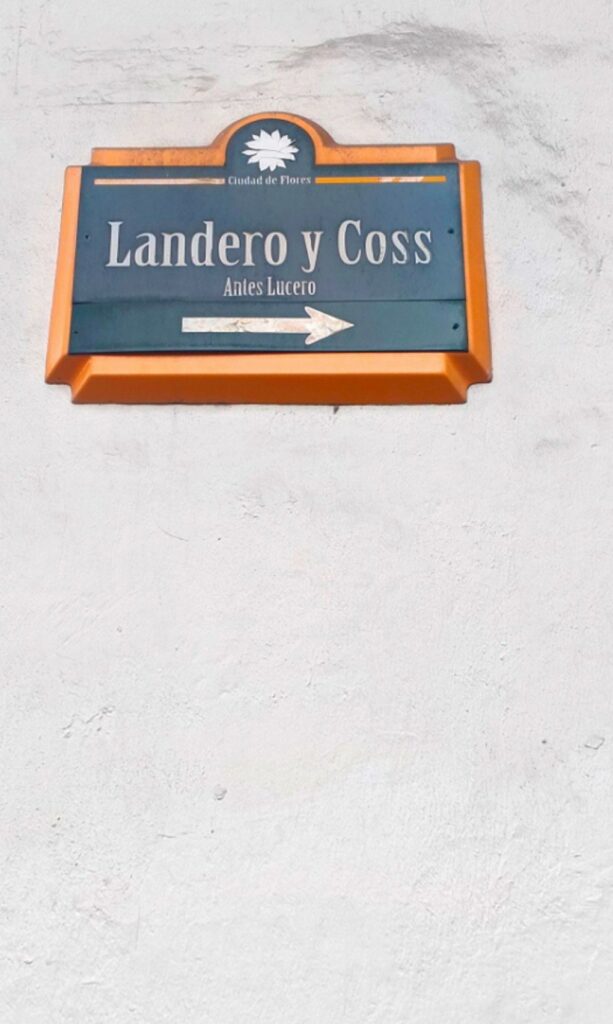 Ciudad de Flores
Landero y Coss
Antes Lucero